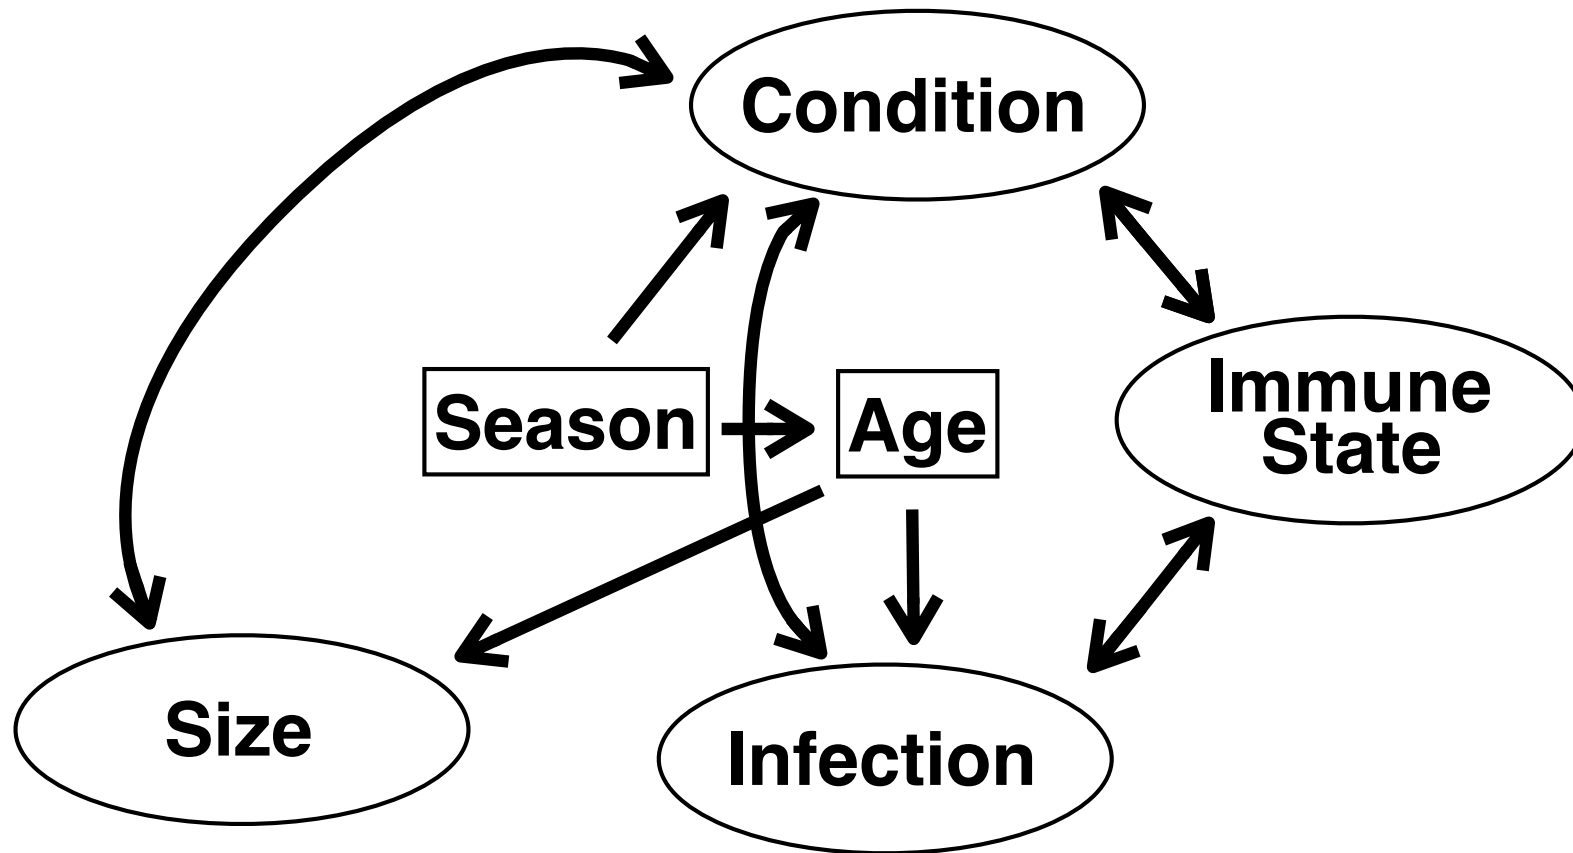 Condition
Season
Age
Immune
State
Size
Infection